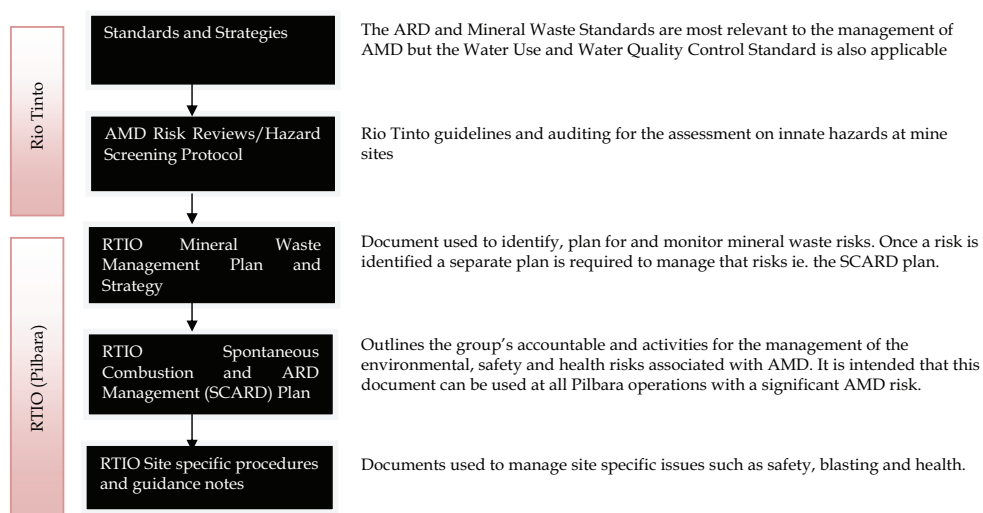 Rio Tinto
Standards and Strategies
The ARD and Mineral Waste Standards are most relevant to the management of
AMD but the Water Use and Water Quality Control Standard is also applicable
AMD Risk Reviews/Hazard
Screening Protocol
Rio Tinto guidelines and auditing for the assessment on innate hazards at mine
sites
RTIO (Pilbara)
RTIO Mineral Waste
Management Plan and
Strategy
Document used to identify, plan for and monitor mineral waste risks. Once a risk is
identified a separate plan is required to manage that risks ie. the SCARD plan.
RTIO Spontaneous
Combustion and ARD
Management (SCARD) Plan
Outlines the group's accountable and activities for the management of the
environmental, safety and health risks associated with AMD. It is intended that this
document can be used at all Pilbara operations with a significant AMD risk.
RTIO Site specific procedures
and guidance notes
Documents used to manage site specific issues such as safety, blasting and health.